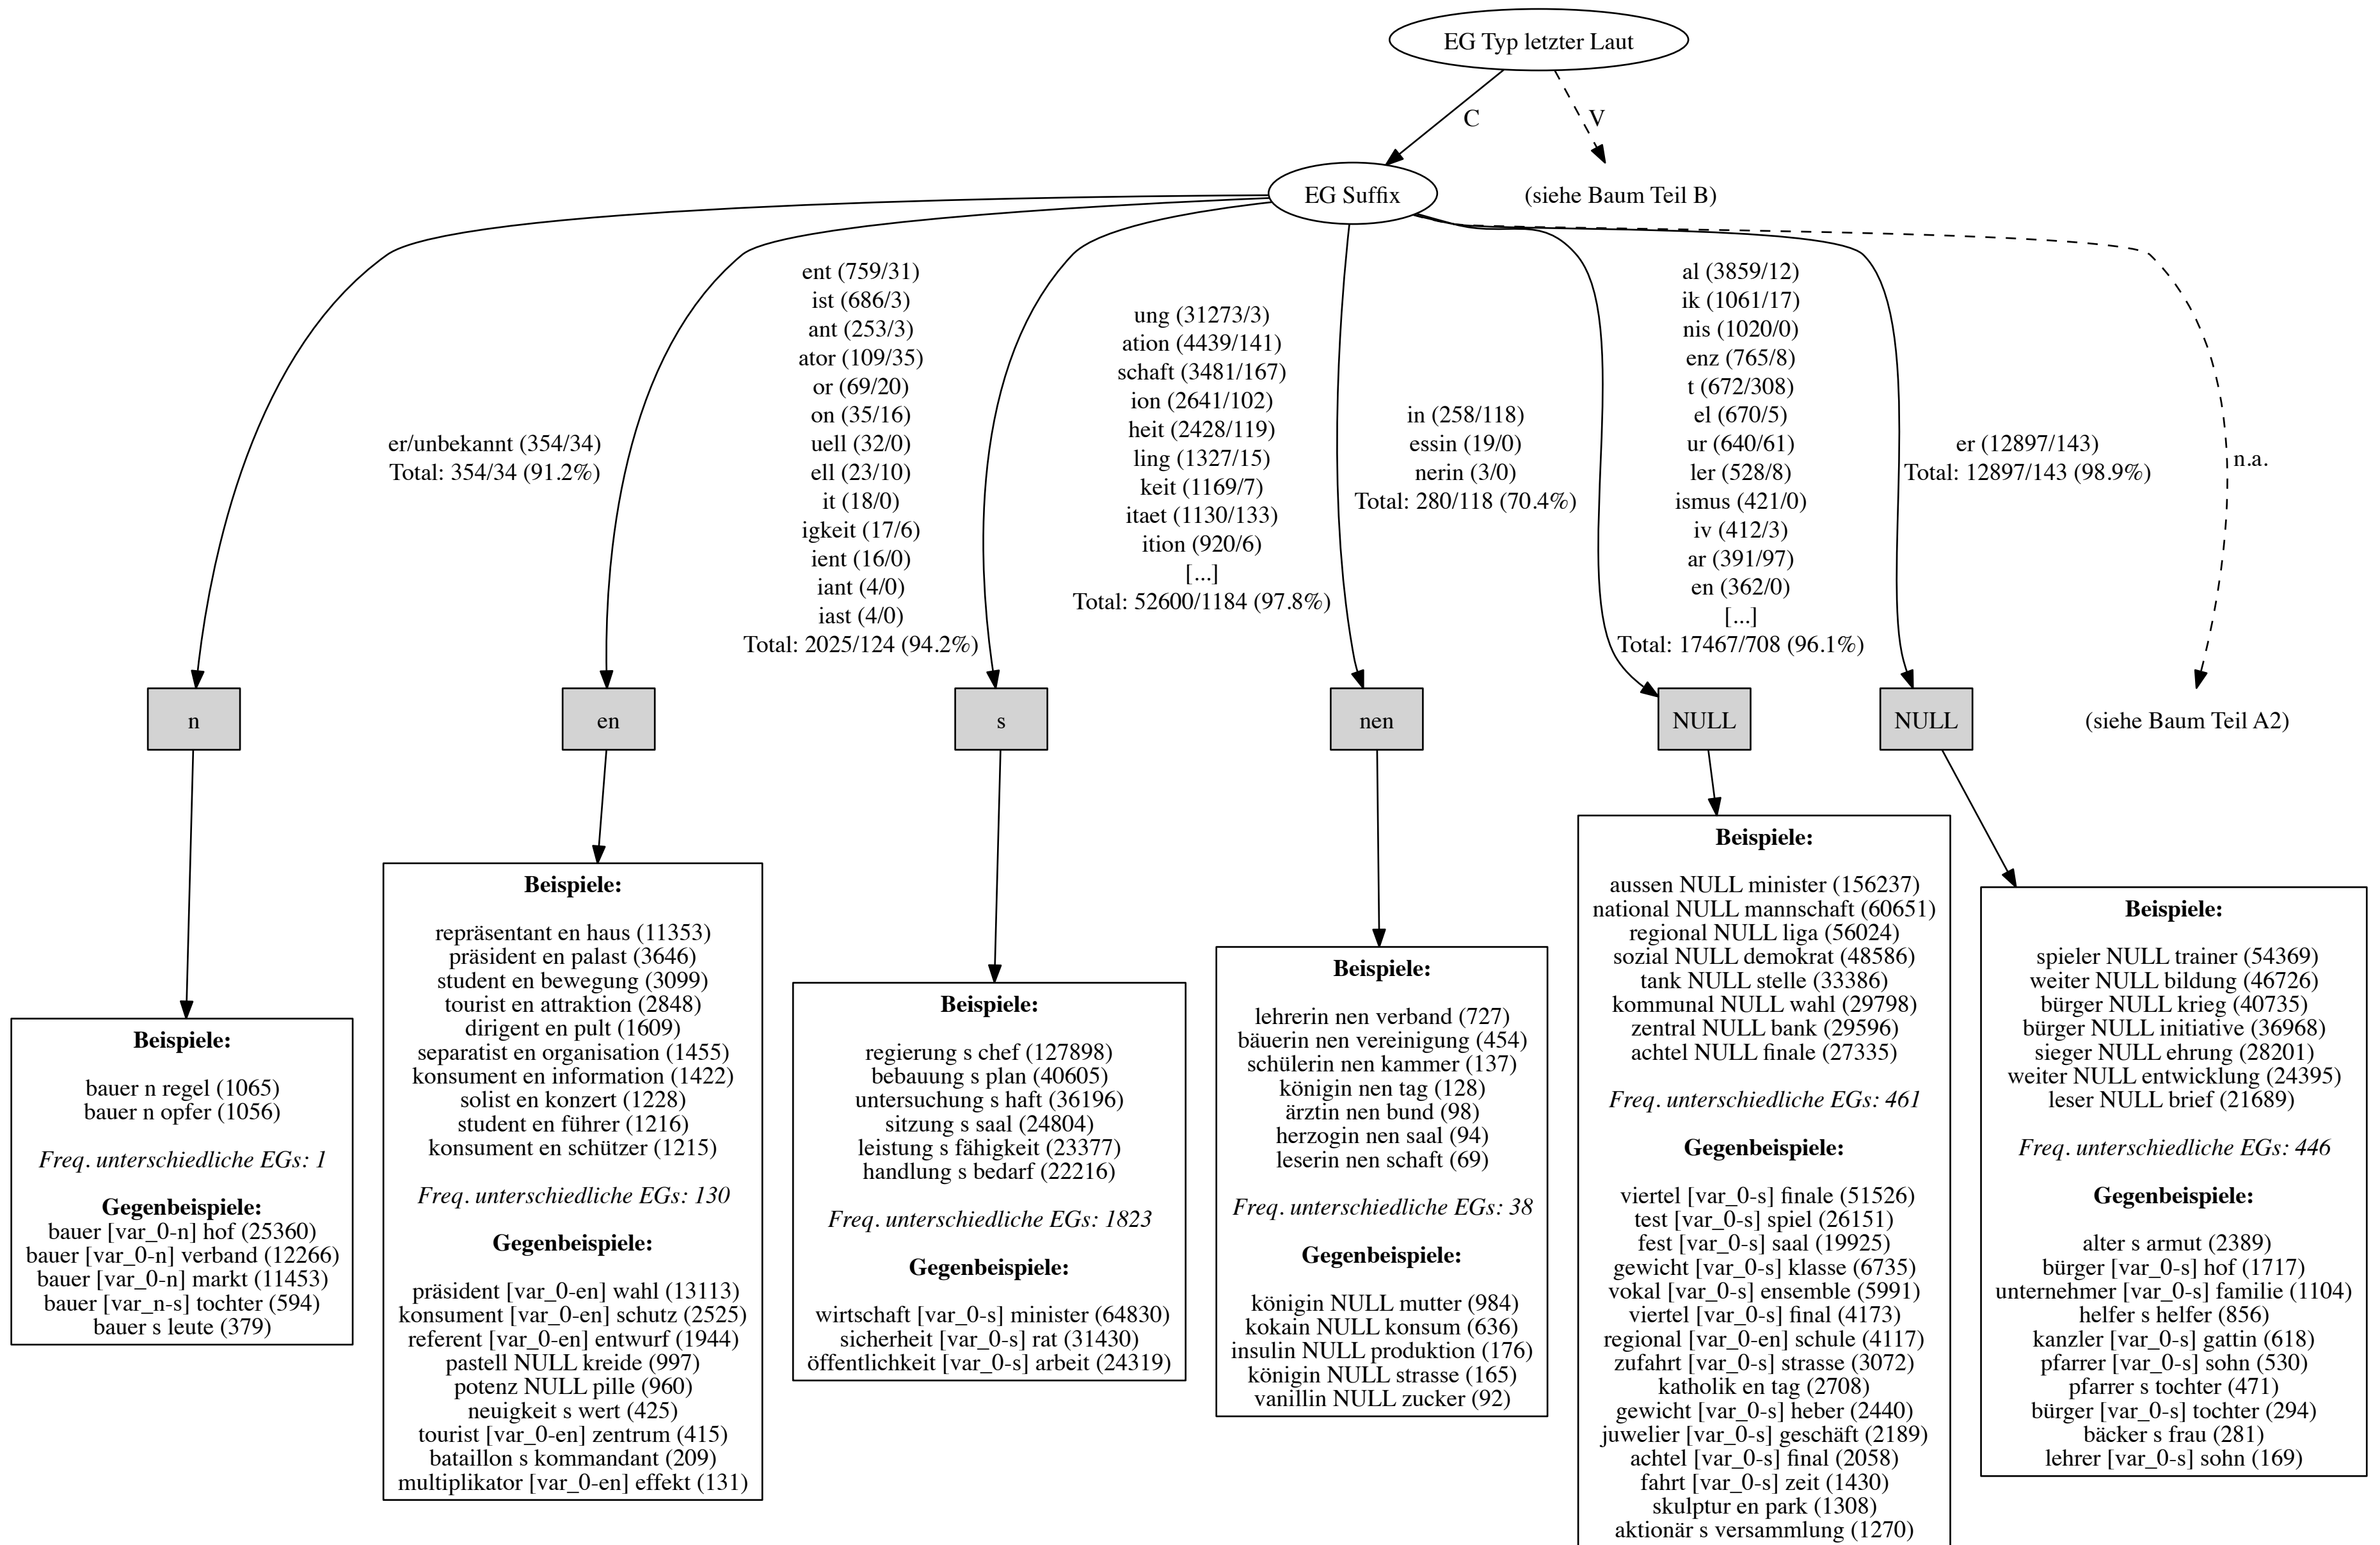 EG Typ letzter Laut
C
V
EG Suffix
(siehe Baum Teil B)
er/unbekannt (354/34)
Total: 354/34 (91.2%)
ent (759/31)
ist (686/3)
ant (253/3)
ator (109/35)
or (69/20)
on (35/16)
uell (32/0)
ell (23/10)
it (18/0)
igkeit (17/6)
ient (16/0)
iant (4/0)
iast (4/0)
Total: 2025/124 (94.2%)
ung (31273/3)
ation (4439/141)
schaft (3481/167)
ion (2641/102)
heit (2428/119)
ling (1327/15)
keit (1169/7)
itaet (1130/133)
ition (920/6)
[...]
Total: 52600/1184 (97.8%)
in (258/118)
essin (19/0)
nerin (3/0)
Total: 280/118 (70.4%)
al (3859/12)
ik (1061/17)
nis (1020/0)
enz (765/8)
t (672/308)
el (670/5)
ur (640/61)
ler (528/8)
ismus (421/0)
iv (412/3)
ar (391/97)
en (362/0)
[...]
Total: 17467/708 (96.1%)
er (12897/143)
Total: 12897/143 (98.9%)
n.a.
n
en
s
nen
NULL
NULL
(siehe Baum Teil A2)
Beispiele:
bauer n regel (1065)
bauer n opfer (1056)
Freq. unterschiedliche EGs: 1
Gegenbeispiele:
bauer [var_0-n] hof (25360)
bauer [var_0-n] verband (12266)
bauer [var_0-n] markt (11453)
bauer [var_n-s] tochter (594)
bauer s leute (379)
Beispiele:
repräsentant en haus (11353)
präsident en palast (3646)
student en bewegung (3099)
tourist en attraktion (2848)
dirigent en pult (1609)
separatist en organisation (1455)
konsument en information (1422)
solist en konzert (1228)
student en führer (1216)
konsument en schützer (1215)
Freq. unterschiedliche EGs: 130
Gegenbeispiele:
präsident [var_0-en] wahl (13113)
konsument [var_0-en] schutz (2525)
referent [var_0-en] entwurf (1944)
pastell NULL kreide (997)
potenz NULL pille (960)
neuigkeit s wert (425)
tourist [var_0-en] zentrum (415)
bataillon s kommandant (209)
multiplikator [var_0-en] effekt (131)
Beispiele:
regierung s chef (127898)
bebauung s plan (40605)
untersuchung s haft (36196)
sitzung s saal (24804)
leistung s fähigkeit (23377)
handlung s bedarf (22216)
Freq. unterschiedliche EGs: 1823
Gegenbeispiele:
wirtschaft [var_0-s] minister (64830)
sicherheit [var_0-s] rat (31430)
öffentlichkeit [var_0-s] arbeit (24319)
Beispiele:
lehrerin nen verband (727)
bäuerin nen vereinigung (454)
schülerin nen kammer (137)
königin nen tag (128)
ärztin nen bund (98)
herzogin nen saal (94)
leserin nen schaft (69)
Freq. unterschiedliche EGs: 38
Gegenbeispiele:
königin NULL mutter (984)
kokain NULL konsum (636)
insulin NULL produktion (176)
königin NULL strasse (165)
vanillin NULL zucker (92)
Beispiele:
aussen NULL minister (156237)
national NULL mannschaft (60651)
regional NULL liga (56024)
sozial NULL demokrat (48586)
tank NULL stelle (33386)
kommunal NULL wahl (29798)
zentral NULL bank (29596)
achtel NULL finale (27335)
Freq. unterschiedliche EGs: 461
Gegenbeispiele:
viertel [var_0-s] finale (51526)
test [var_0-s] spiel (26151)
fest [var_0-s] saal (19925)
gewicht [var_0-s] klasse (6735)
vokal [var_0-s] ensemble (5991)
viertel [var_0-s] final (4173)
regional [var_0-en] schule (4117)
zufahrt [var_0-s] strasse (3072)
katholik en tag (2708)
gewicht [var_0-s] heber (2440)
juwelier [var_0-s] geschäft (2189)
achtel [var_0-s] final (2058)
fahrt [var_0-s] zeit (1430)
skulptur en park (1308)
aktionär s versammlung (1270)
Beispiele:
spieler NULL trainer (54369)
weiter NULL bildung (46726)
bürger NULL krieg (40735)
bürger NULL initiative (36968)
sieger NULL ehrung (28201)
weiter NULL entwicklung (24395)
leser NULL brief (21689)
Freq. unterschiedliche EGs: 446
Gegenbeispiele:
alter s armut (2389)
bürger [var_0-s] hof (1717)
unternehmer [var_0-s] familie (1104)
helfer s helfer (856)
kanzler [var_0-s] gattin (618)
pfarrer [var_0-s] sohn (530)
pfarrer s tochter (471)
bürger [var_0-s] tochter (294)
bäcker s frau (281)
lehrer [var_0-s] sohn (169)